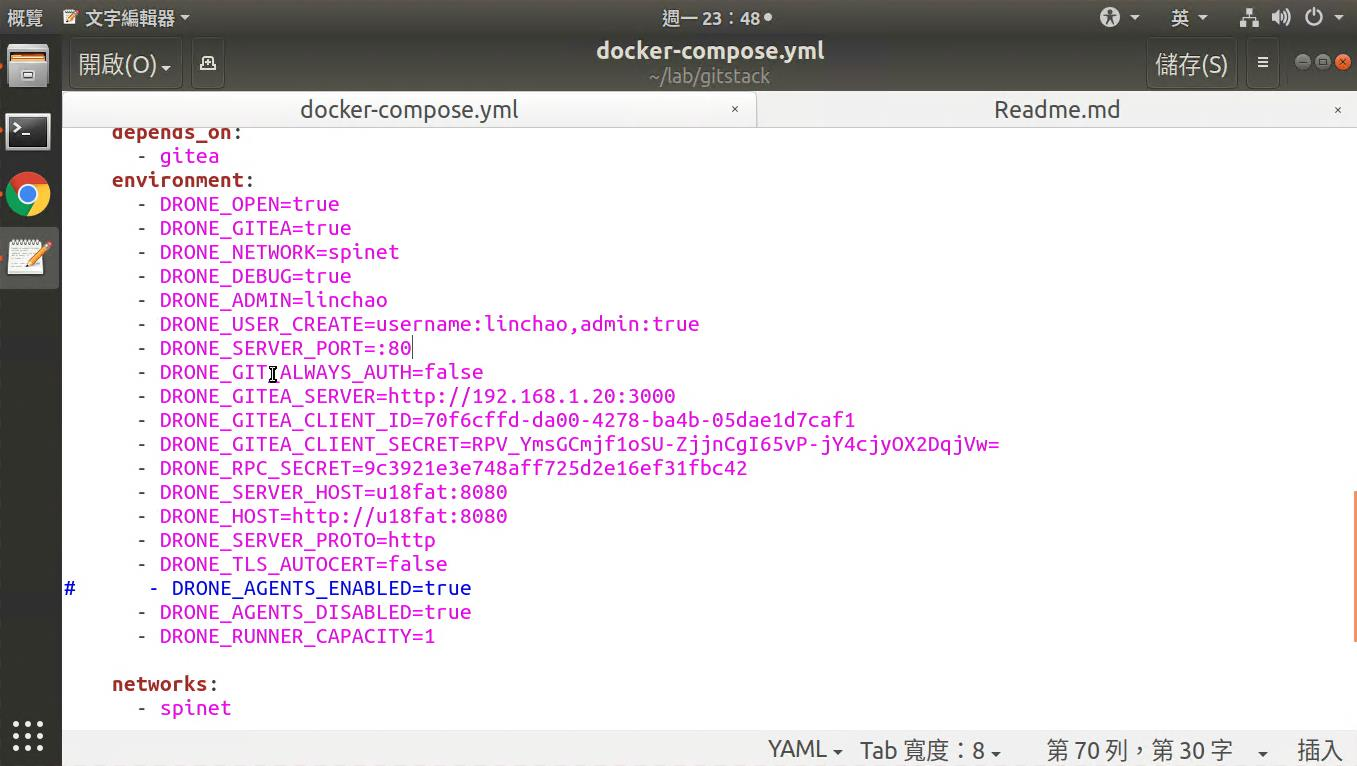 概覽 文字編輯器 週一 23:48 英
開啟(O) docker-compose.yml 儲存(S)
~/lab/gitstack
docker-compose.yml × Readme.md ×
depends_on:
- gitea
environment:
- DRONE_OPEN=true
- DRONE_GITEA=true
- DRONE_NETWORK=spinet
- DRONE_DEBUG=true
- DRONE_ADMIN=linchao
- DRONE_USER_CREATE=username:linchao,admin:true
- DRONE_SERVER_PORT=:80
- DRONE_GIT_ALWAYS_AUTH=false
- DRONE_GITEA_SERVER=http://192.168.1.20:3000
- DRONE_GITEA_CLIENT_ID=70f6cffd-da00-4278-ba4b-05dae1d7caf1
- DRONE_GITEA_CLIENT_SECRET=RPV_YmsGCmjf1oSU-ZjjnCgI65vP-jY4cjyOX2DqjVw=
- DRONE_RPC_SECRET=9c3921e3e748aff725d2e16ef31fbc42
- DRONE_SERVER_HOST=u18fat:8080
- DRONE_HOST=http://u18fat:8080
- DRONE_SERVER_PROTO=http
- DRONE_TLS_AUTOCERT=false
# - DRONE_AGENTS_ENABLED=true
- DRONE_AGENTS_DISABLED=true
- DRONE_RUNNER_CAPACITY=1
networks:
- spinet
YAML Tab 寬度:8 第 70 列,第 30 字 插入